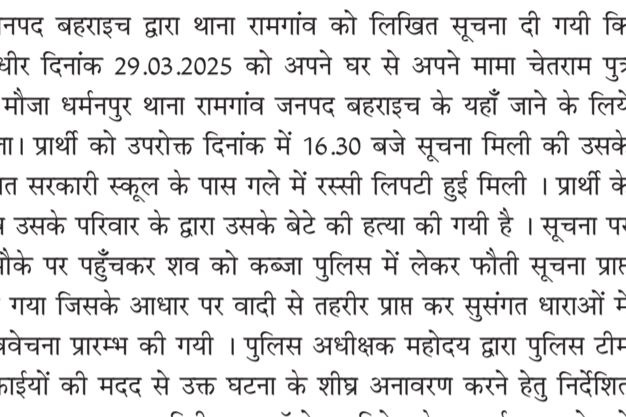 जनपद बहराइच द्वारा थाना रामगांव को लिखित सूचना दी गयी कि
दिनांक 29.03.2025 को अपने घर से अपने मामा चेतराम पुत्र
मौजा धर्मनपुर थाना रामगांव जनपद बहराइच के यहाँ जाने के लिये
प्रार्थी को उपरोक्त दिनांक में 16.30 बजे सूचना मिली की उसके
सरकारी स्कूल के पास गले में रस्सी लिपटी हुई मिली । प्रार्थी के
उसके परिवार के द्वारा उसके बेटे की हत्या की गयी है । सूचना पर
मौके पर पहुँचकर शव को कब्जा पुलिस में लेकर फौती सूचना प्राप्त
गया जिसके आधार पर वादी से तहरीर प्राप्त कर सुसंगत धाराओं में
विवेचना प्रारम्भ की गयी । पुलिस अधीक्षक महोदय द्वारा पुलिस टीम
की मदद से उक्त घटना के शीघ्र अनावरण करने हेतु निर्देशित